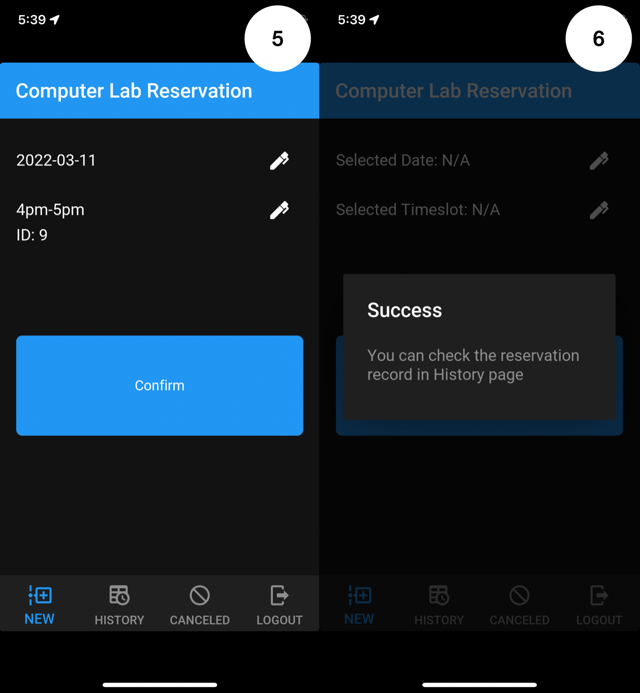 5:39
5
Computer Lab Reservation
2022-03-11
4pm-5pm
ID: 9
Confirm
NEW
HISTORY
CANCELED
LOGOUT
5:39
6
Computer Lab Reservation
Selected Date: N/A
Selected Timeslot: N/A
Success
You can check the reservation
record in History page
NEW
HISTORY
CANCELED
LOGOUT